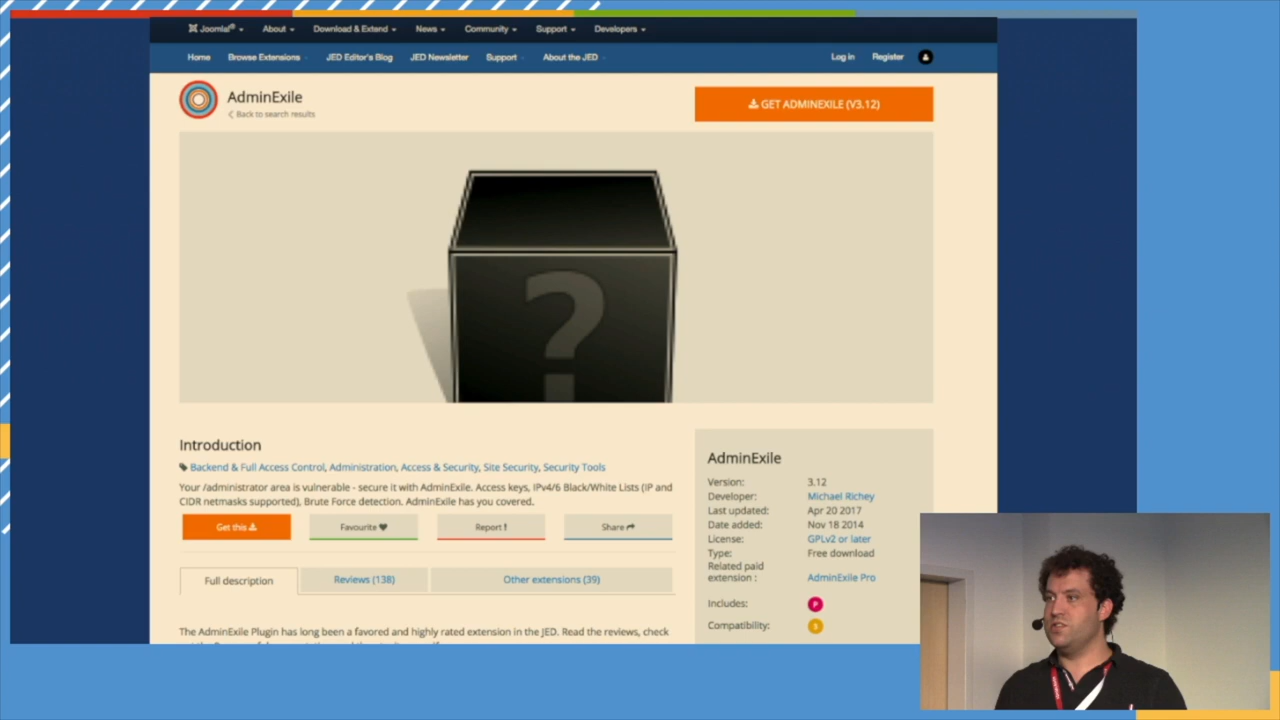 Joomla!® About Download & Extend News Community Support Developers
Home Browse Extensions JED Editor's Blog JED Newsletter Support About the JED Log in Register
AdminExile
Back to search results
GET ADMINEXILE (V3.12)
?
Introduction
Backend & Full Access Control, Administration, Access & Security, Site Security, Security Tools
Your /administrator area is vulnerable - secure it with AdminExile. Access keys, IPv4/6 Black/White Lists (IP and
CIDR netmasks supported), Brute Force detection. AdminExile has you covered.
Get this Favourite Report ! Share
Full description Reviews (138) Other extensions (39)
The AdminExile Plugin has long been a favored and highly rated extension in the JED. Read the reviews, check
AdminExile
Version: 3.12
Developer: Michael Richey
Last updated: Apr 20 2017
Date added: Nov 18 2014
License: GPLv2 or later
Type: Free download
Related paid
extension : AdminExile Pro
Includes: P
Compatibility: 3